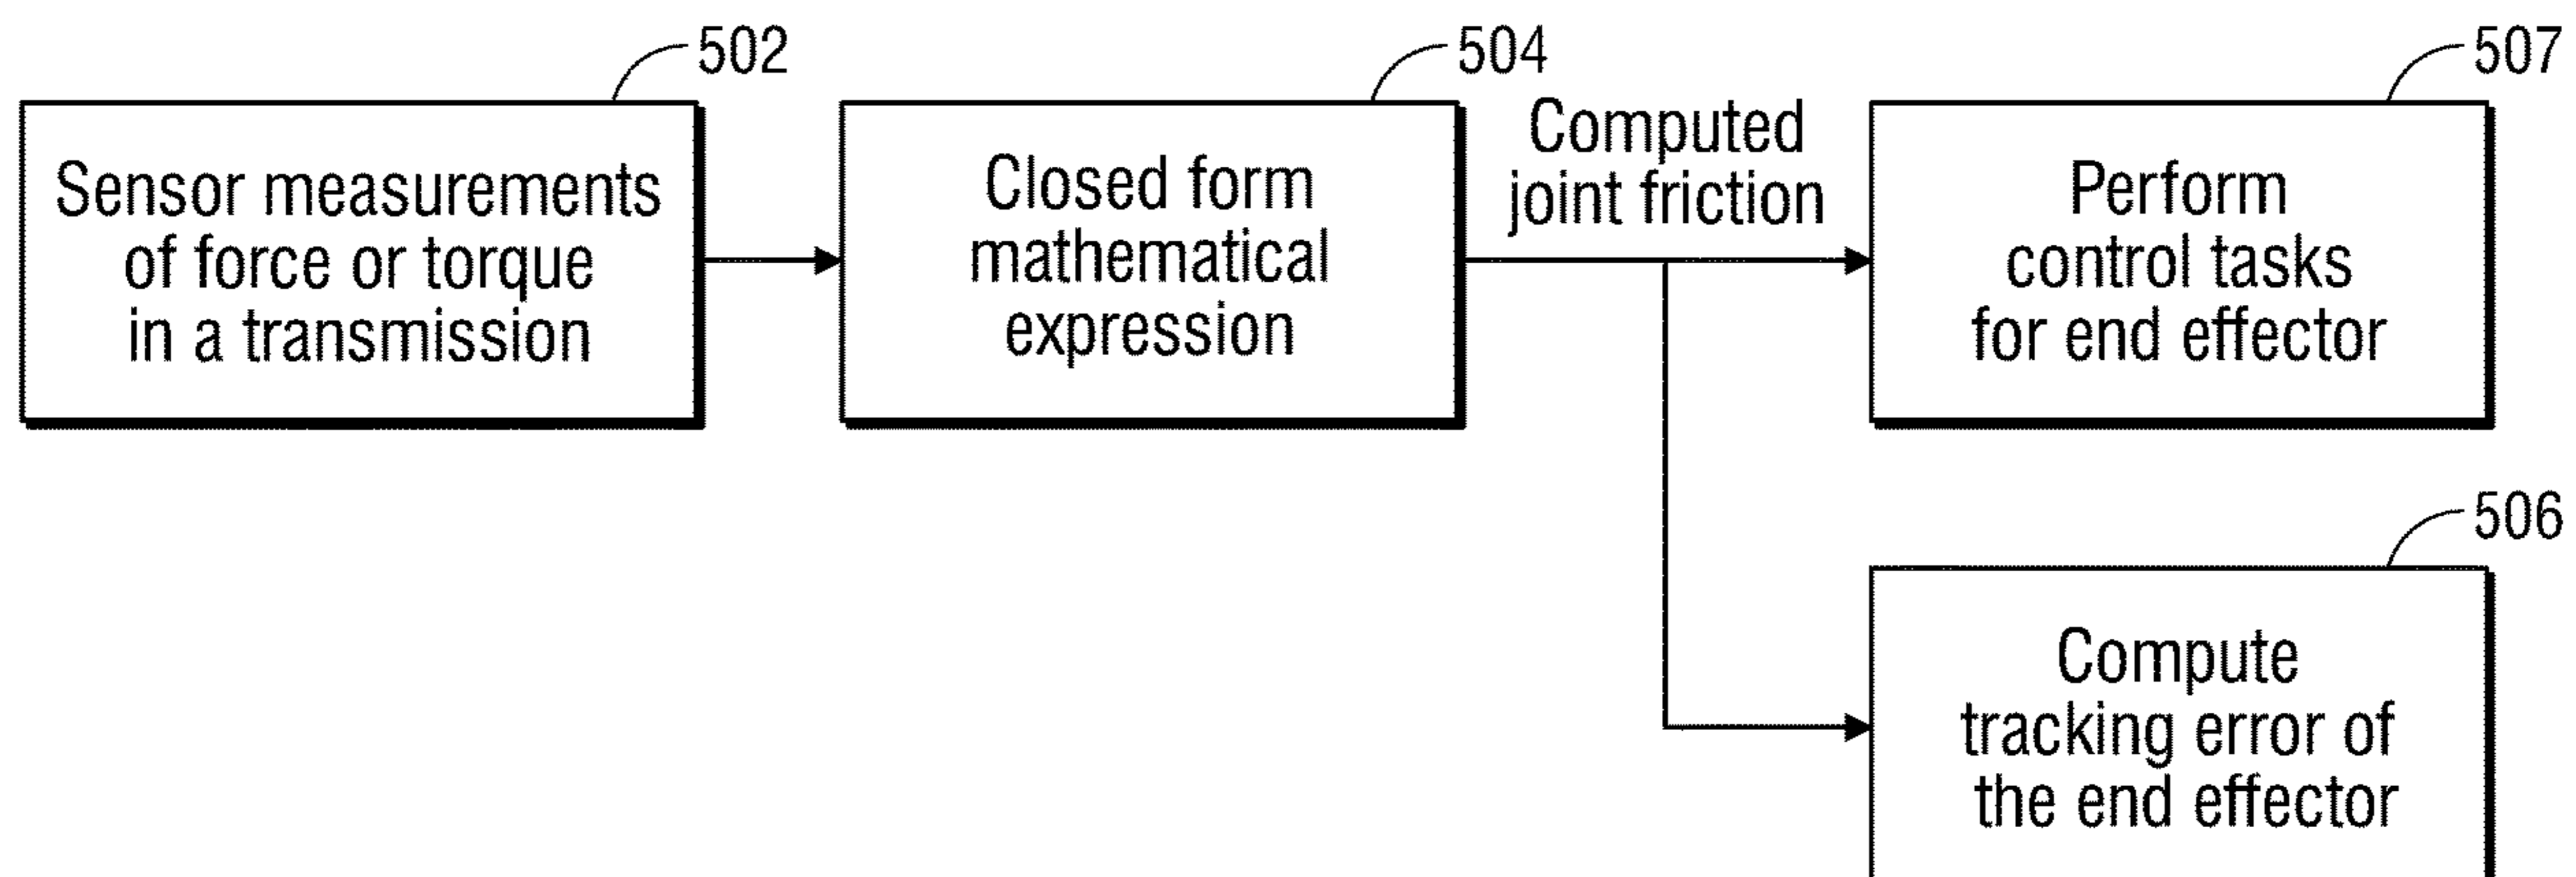 502
Sensor measurements
of force or torque
in a transmission
504
Closed form
mathematical
expression
Computed
joint friction
507
Perform
control tasks
for end effector
506
Compute
tracking error of
the end effector